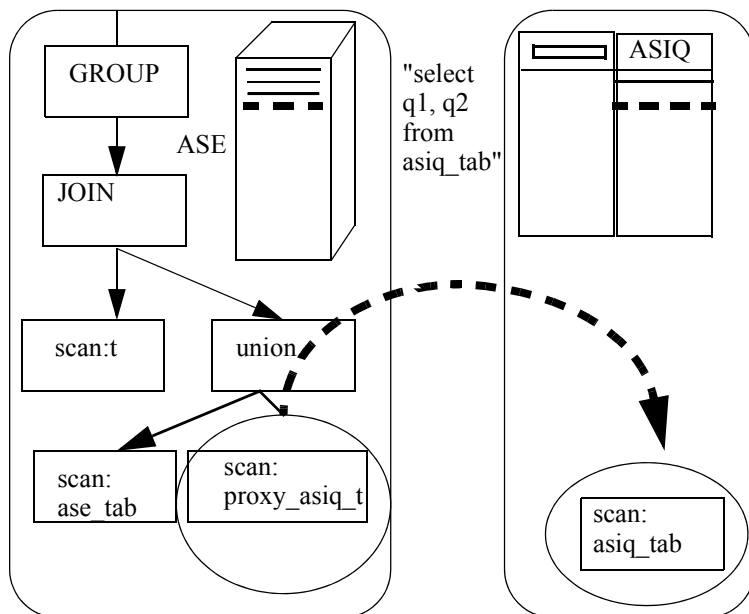 GROUP
ASE
"select
q1, q2
from
asiq_tab"
ASIQ
JOIN
scan:t
union
scan:
ase_tab
scan:
proxy_asiq_t
scan:
asiq_tab